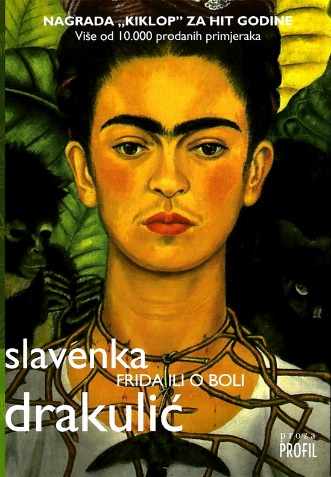 NAGRADA „KIKLOP” ZA HIT GODINE
Više od 10.000 prodanih primjeraka
slavenka
FRIDA ILI O BOLI
drakulić
proza
PROFIL